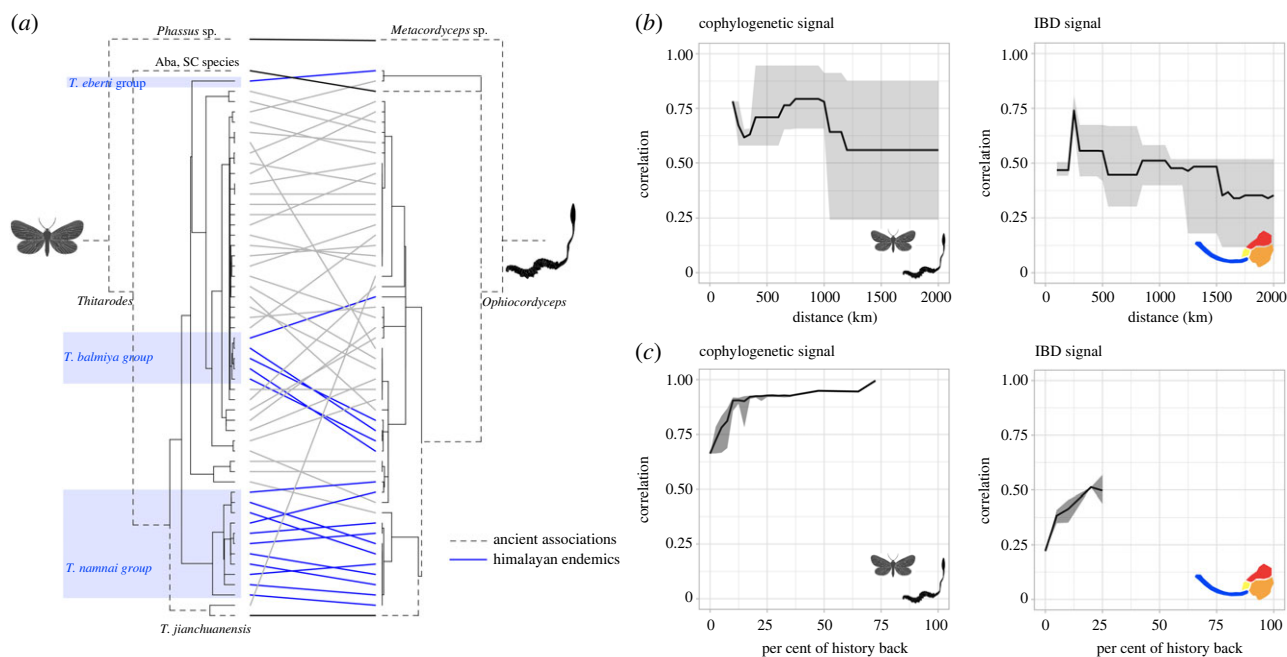 (a)
Phassus sp.
Metacordyceps sp.
Aba, SC species
T. eberti group
Thitarodes
Ophiocordyceps
T. balmiya group
T. namnai group
T. jianchuanensis
ancient associations
himalayan endemics
(b)
cophylogenetic signal
correlation
1.00
0.75
0.50
0.25
0
0 500 1000 1500 2000
distance (km)
IBD signal
correlation
1.00
0.75
0.50
0.25
0
0 500 1000 1500 2000
distance (km)
(c)
cophylogenetic signal
correlation
1.00
0.75
0.50
0.25
0
0 25 50 75 100
per cent of history back
IBD signal
correlation
1.00
0.75
0.50
0.25
0
0 25 50 75 100
per cent of history back